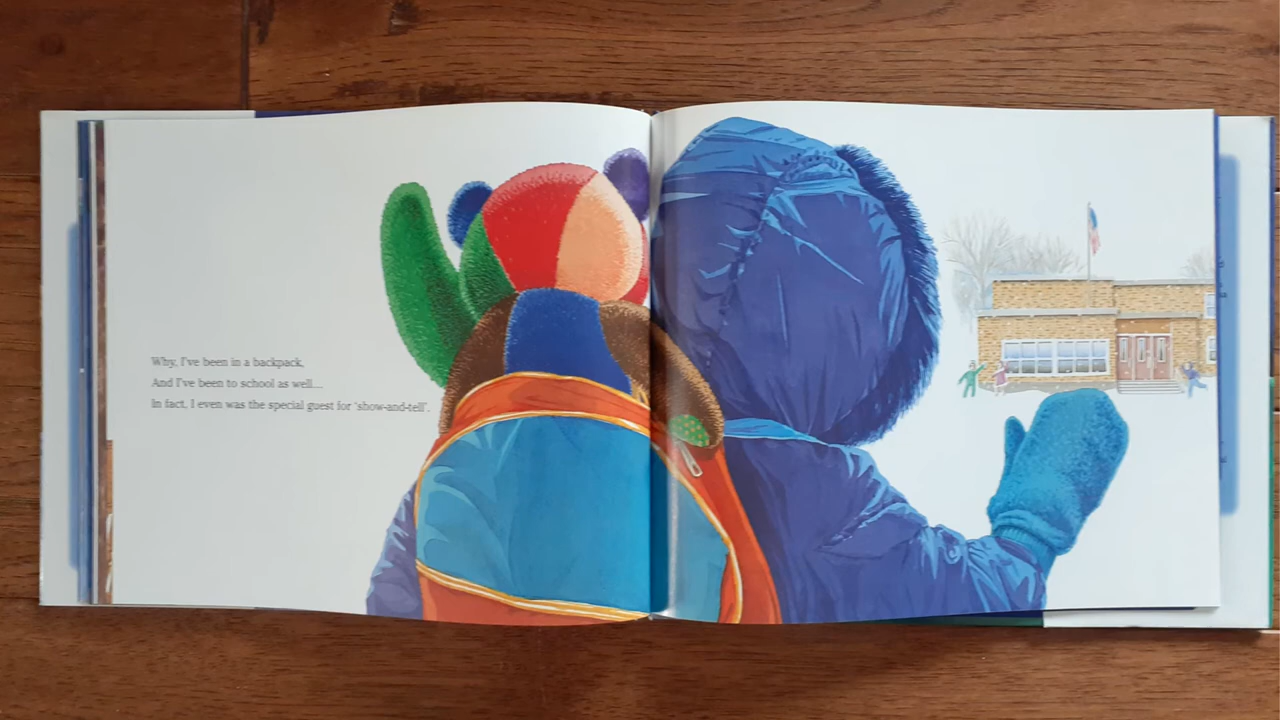 Why, I've been in a backpack,
And I've been to school as well....
In fact, I even was the special guest for 'show-and-tell'.